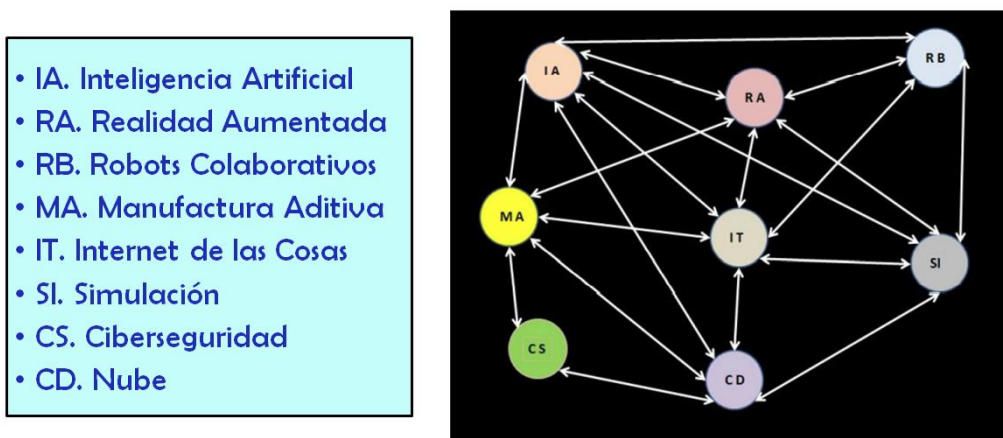 • IA. Inteligencia Artificial
• RA. Realidad Aumentada
• RB. Robots Colaborativos
• MA. Manufactura Aditiva
• IT. Internet de las Cosas
• SI. Simulación
• CS. Ciberseguridad
• CD. Nube
IA
RB
RA
MA
IT
SI
CS
CD